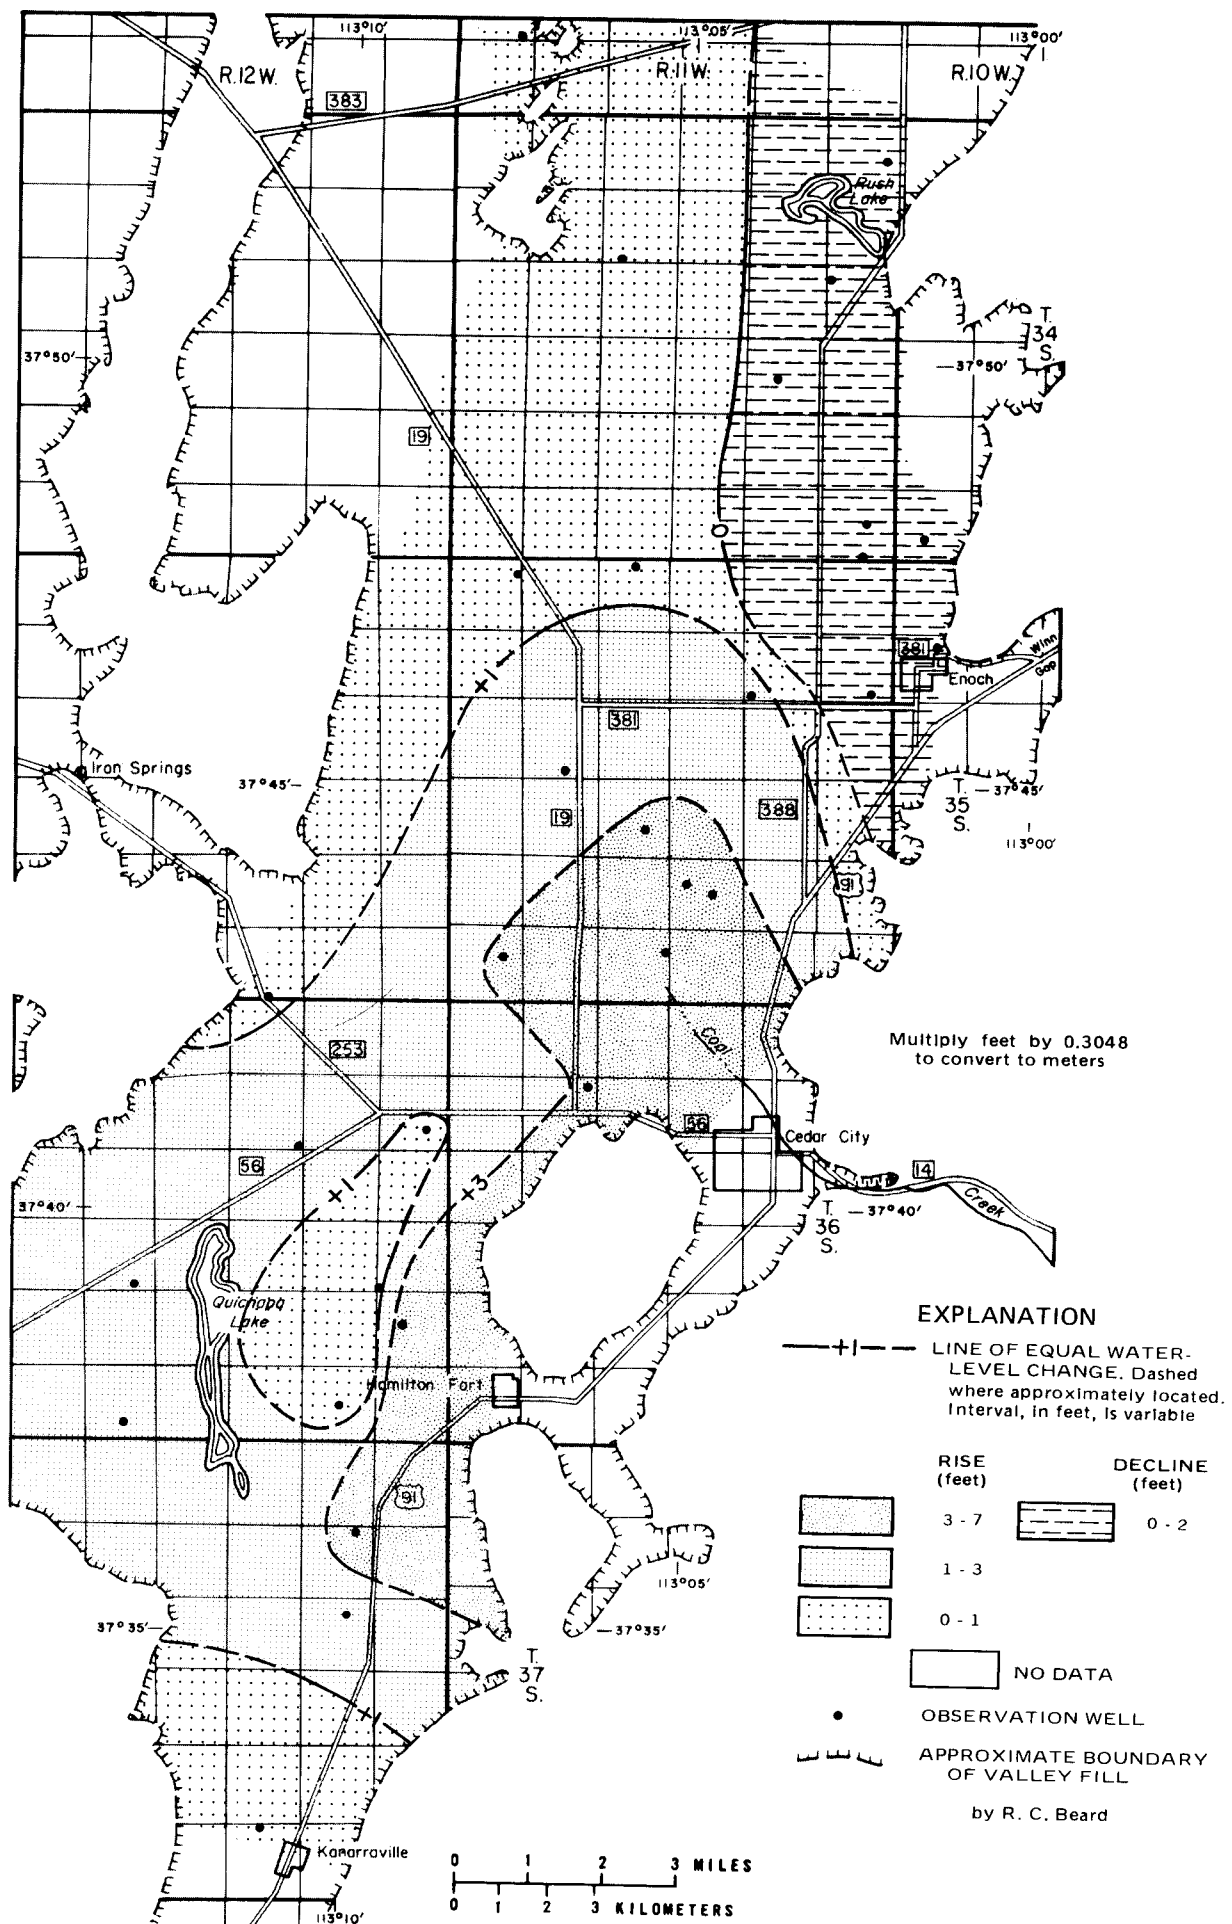 113°10'
113°05'
113°00'
R.12W.
R.11W.
R.10W.
383
Rush
Lake
T.
34
S.
37°50'
37°50'
19
0
381
Winn
Gap
Enoch
+1
381
Iron Springs
37°45'
19
388
T.
35
S.
37°45'
113°00'
91
Coal
Multiply feet by 0.3048
to convert to meters
253
56
Cedar City
56
14
+1
+3
37°40'
37°40'
T.
36
S.
Creek
Quichapa
Lake
Hamilton Fort
91
EXPLANATION
+1
LINE OF EQUAL WATER-
LEVEL CHANGE. Dashed
where approximately located.
Interval, in feet, is variable
RISE
(feet)
DECLINE
(feet)
3 - 7
0 - 2
1 - 3
0 - 1
NO DATA
OBSERVATION WELL
APPROXIMATE BOUNDARY
OF VALLEY FILL
by R. C. Beard
113°05'
37°35'
37°35'
T.
37
S.
+1
Kanarraville
113°10'
0 1 2 3 MILES
0 1 2 3 KILOMETERS